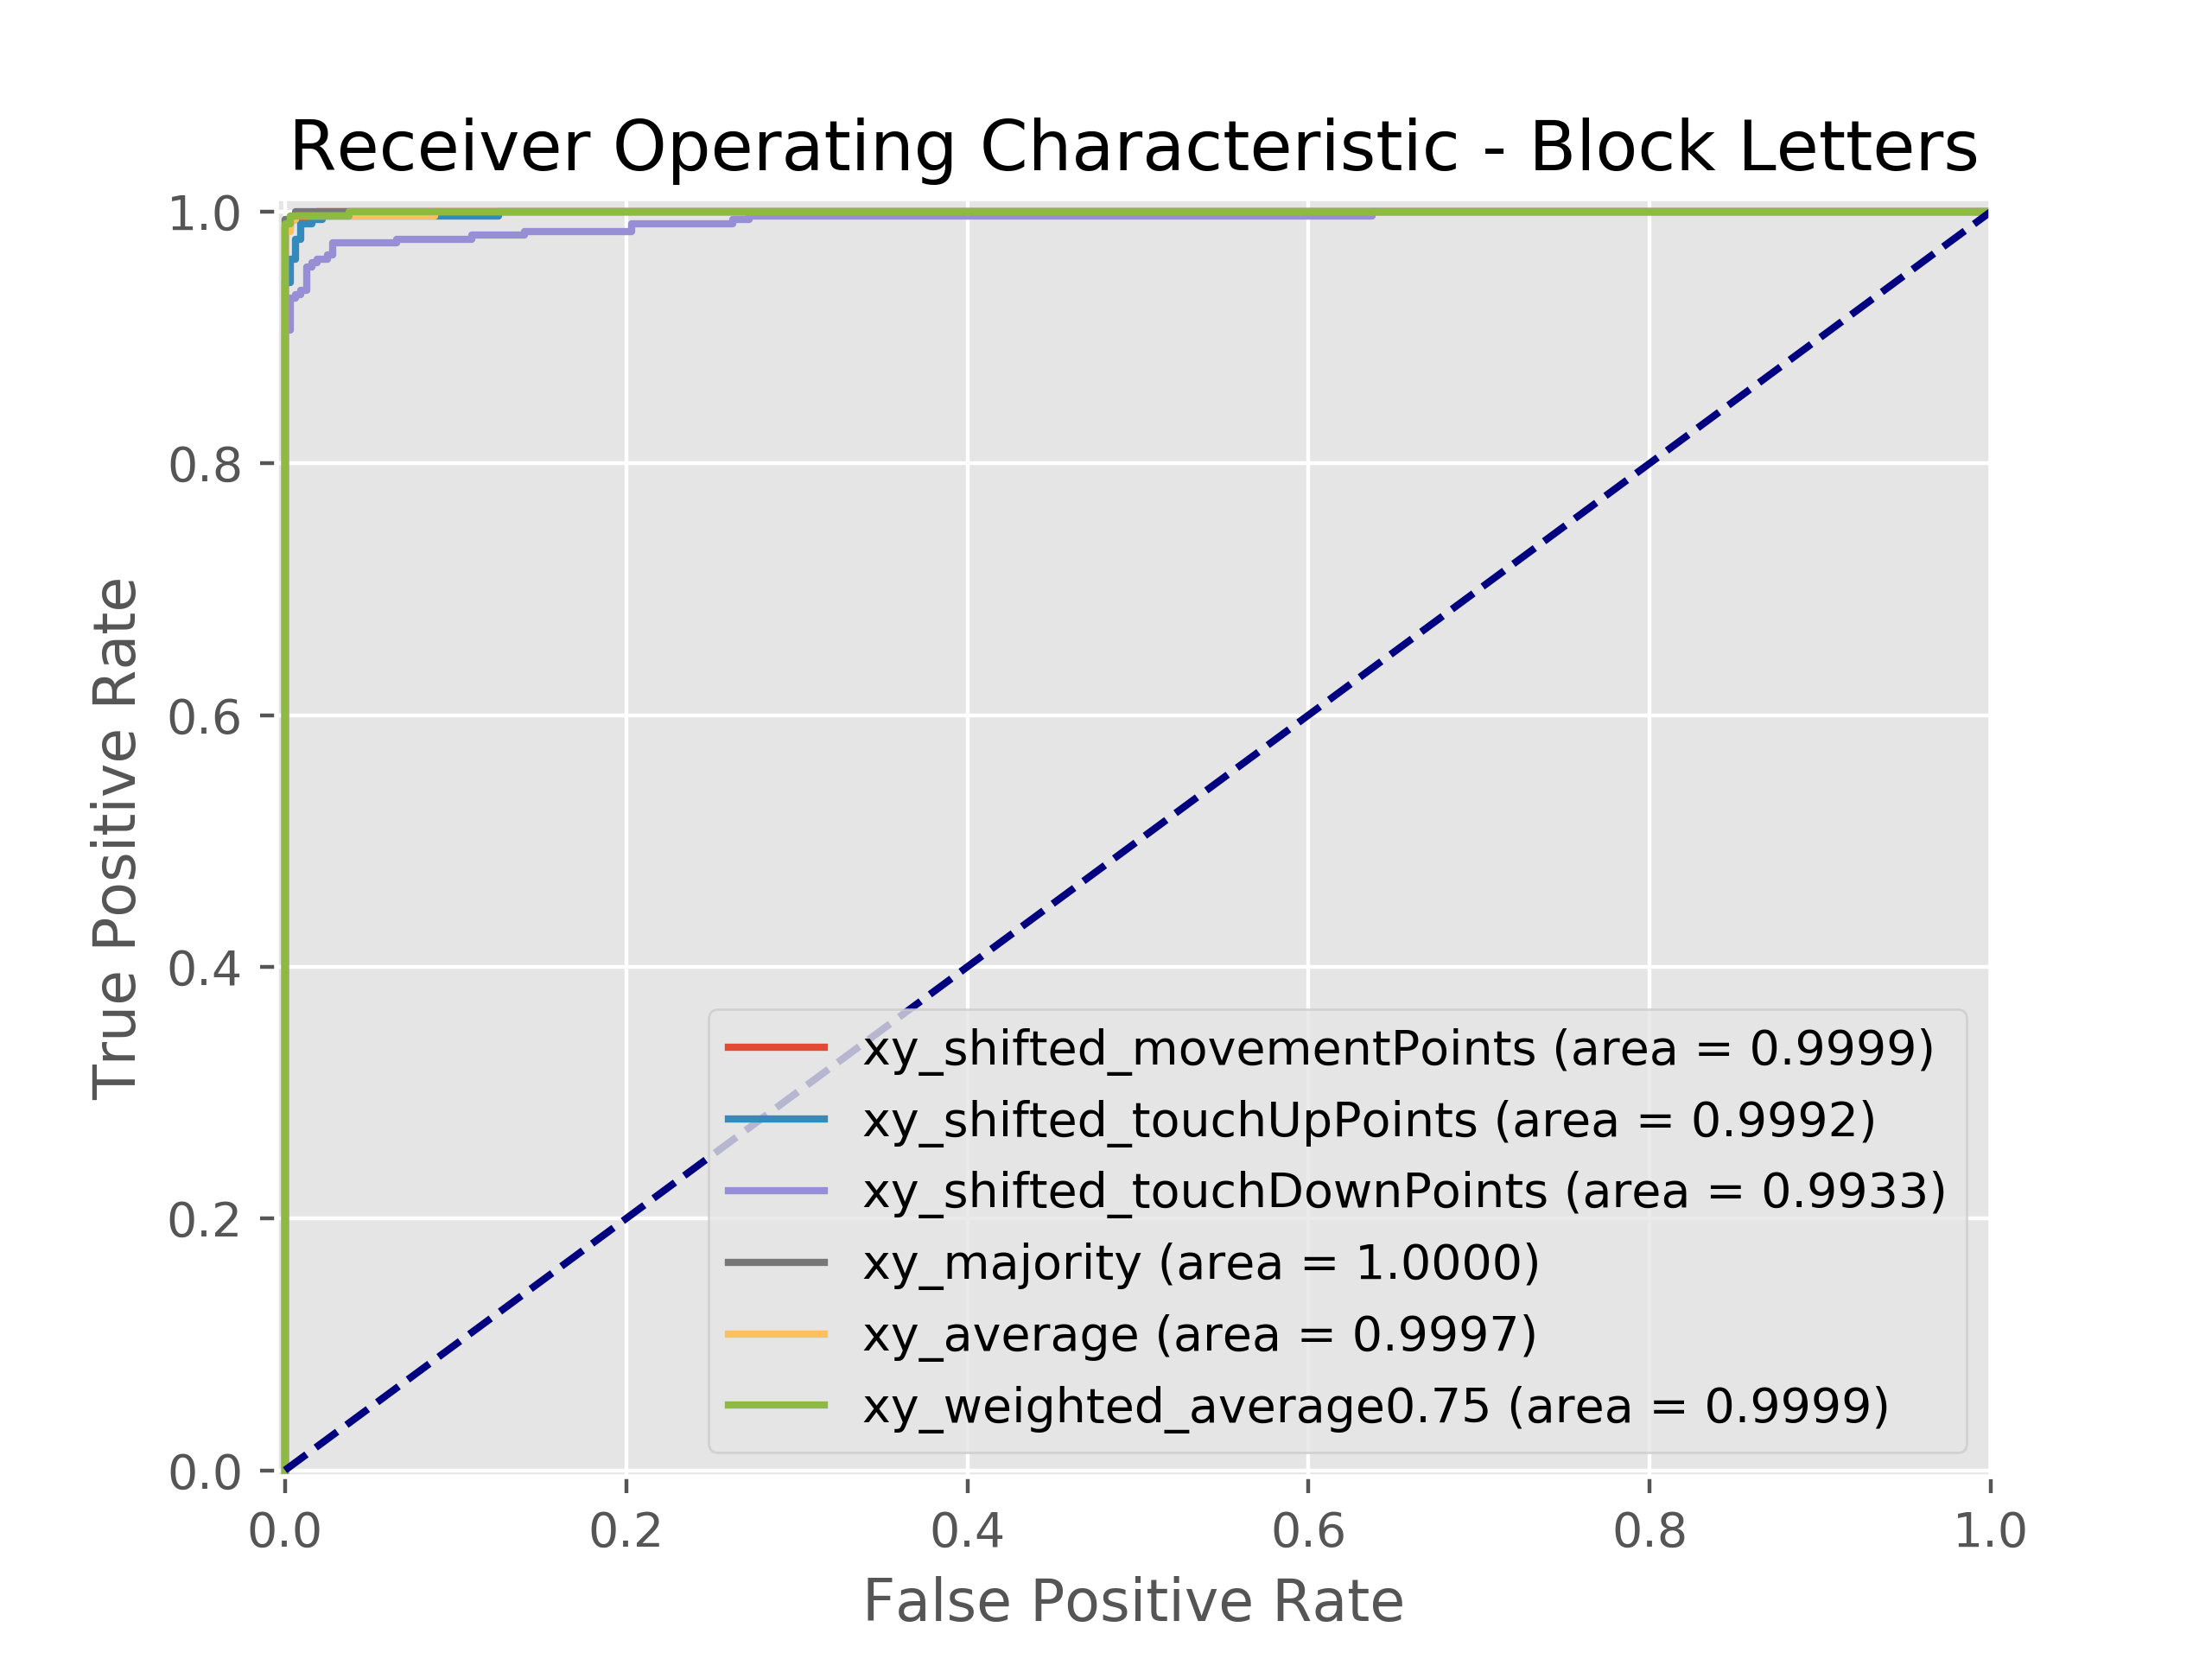 Receiver Operating Characteristic - Block Letters
1.0
0.8
0.6
0.4
0.2
0.0
True Positive Rate
xy_shifted_movementPoints (area = 0.9999)
xy_shifted_touchUpPoints (area = 0.9992)
xy_shifted_touchDownPoints (area = 0.9933)
xy_majority (area = 1.0000)
xy_average (area = 0.9997)
xy_weighted_average0.75 (area = 0.9999)
0.0 0.2 0.4 0.6 0.8 1.0
False Positive Rate